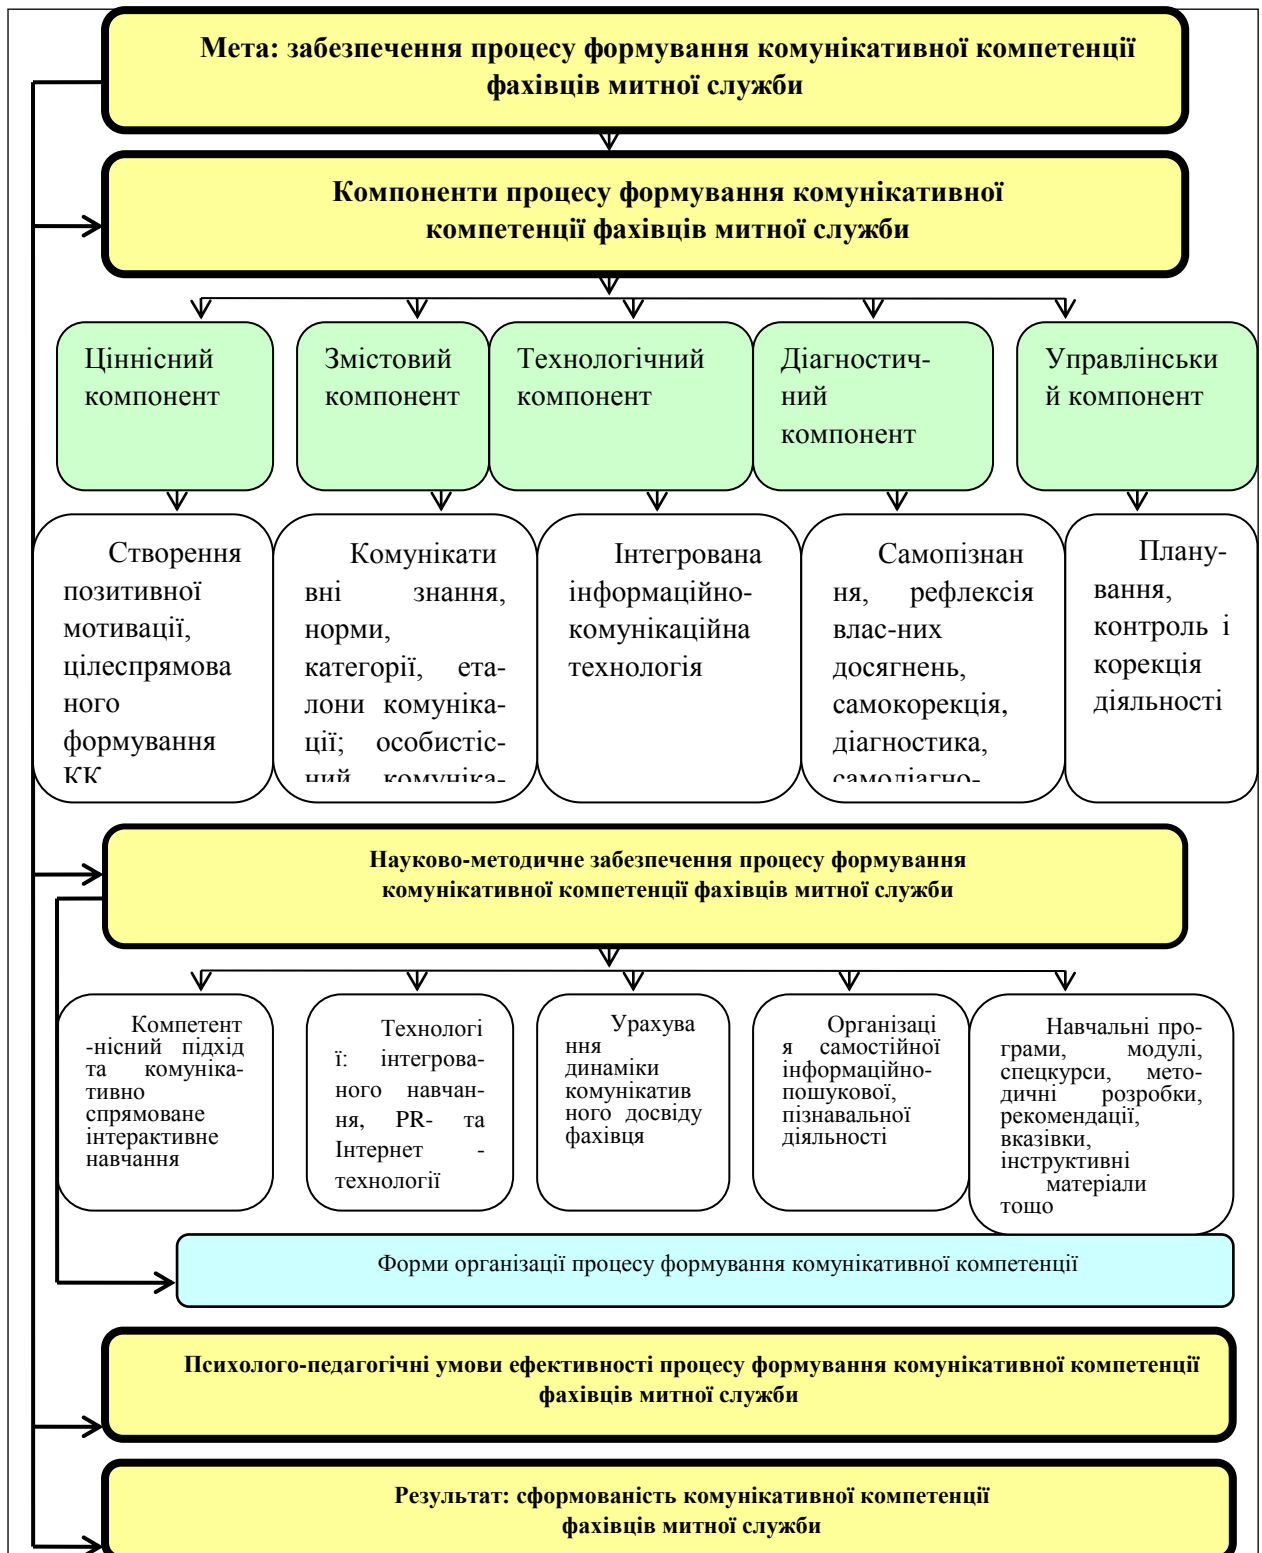 Мета: забезпечення процесу формування комунікативної компетенції
фахівців митної служби
Компоненти процесу формування комунікативної
компетенції фахівців митної служби
Ціннісний
компонент
Змістовий
компонент
Технологічний
компонент
Діагностич-
ний
компонент
Управлінськи
й компонент
Створення
позитивної
мотивації,
цілеспрямова
ного
формування
КК
Комунікати
вні знання,
норми,
категорії, ета-
лони комуніка-
ції; особистіс-
ний комуніка-
Інтегрована
інформаційно-
комунікаційна
технологія
Самопізнан
ня, рефлексія
влас-них
досягнень,
самокорекція,
діагностика,
самодіагно-
Плану-
вання,
контроль і
корекція
діяльності
Науково-методичне забезпечення процесу формування
комунікативної компетенції фахівців митної служби
Компетент
-нісний підхід
та комуніка-
тивно
спрямоване
інтерактивне
навчання
Технологі
ї: інтегрова-
ного навчан-
ня, PR- та
Інтернет -
технології
Урахува
ння
динаміки
комунікатив
ного досвіду
фахівця
Організаці
я самостійної
інформаційно-
пошукової,
пізнавальної
діяльності
Навчальні про-
грами, модулі,
спецкурси, мето-
дичні розробки,
рекомендації,
вказівки,
інструктивні
матеріали
тощо
Форми організації процесу формування комунікативної компетенції
Психолого-педагогічні умови ефективності процесу формування комунікативної компетенції
фахівців митної служби
Результат: сформованість комунікативної компетенції
фахівців митної служби